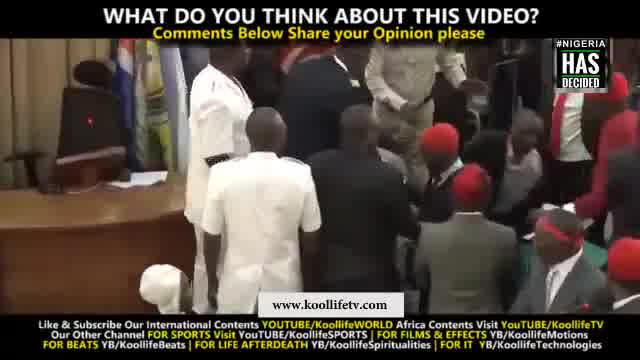 WHAT DO YOU THINK ABOUT THIS VIDEO?
Comments Below Share your Opinion please
#NIGERIA
HAS
DECIDED
www.koollifetv.com
Like & Subscribe Our International Contents YOUTUBE/KoollifeWORLD Africa Contents Visit YouTUBE/KoollifeTV
Our Other Channel FOR SPORTS Visit YouTUBE/KoollifeSPORTS | FOR FILMS & EFFECTS YB/KoollifeMotions
FOR BEATS YB/KoollifeBeats | FOR LIFE AFTERDEATH YB/KoollifeSpiritualities | FOR IT YB/KoollifeTechnologies